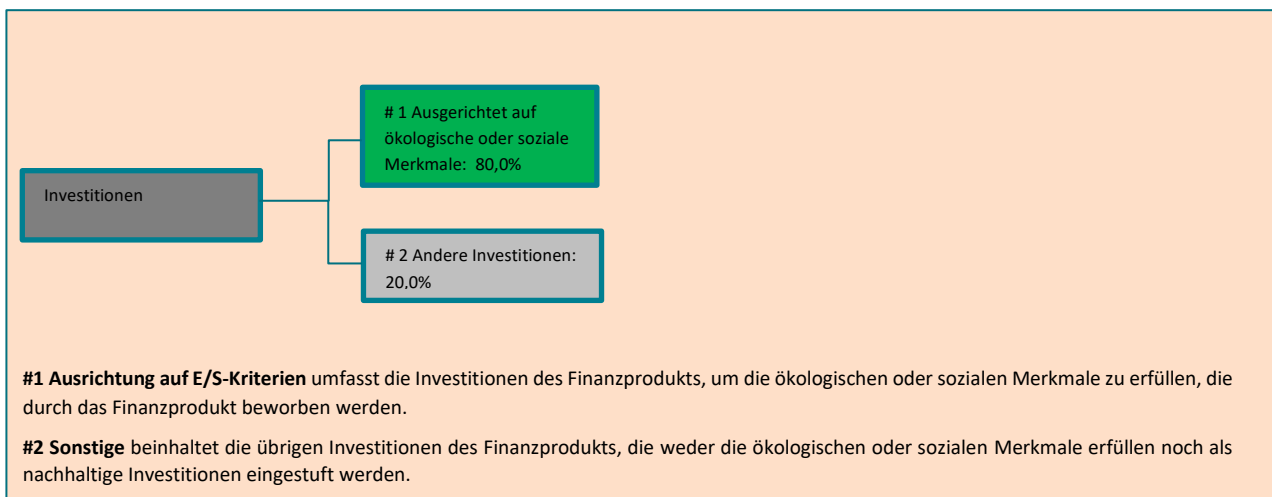 # 1 Ausgerichtet auf
ökologische oder soziale
Merkmale: 80,0%
Investitionen
# 2 Andere Investitionen:
20,0%
#1 Ausrichtung auf E/S-Kriterien umfasst die Investitionen des Finanzprodukts, um die ökologischen oder sozialen Merkmale zu erfüllen, die
durch das Finanzprodukt beworben werden.
#2 Sonstige beinhaltet die übrigen Investitionen des Finanzprodukts, die weder die ökologischen oder sozialen Merkmale erfüllen noch als
nachhaltige Investitionen eingestuft werden.